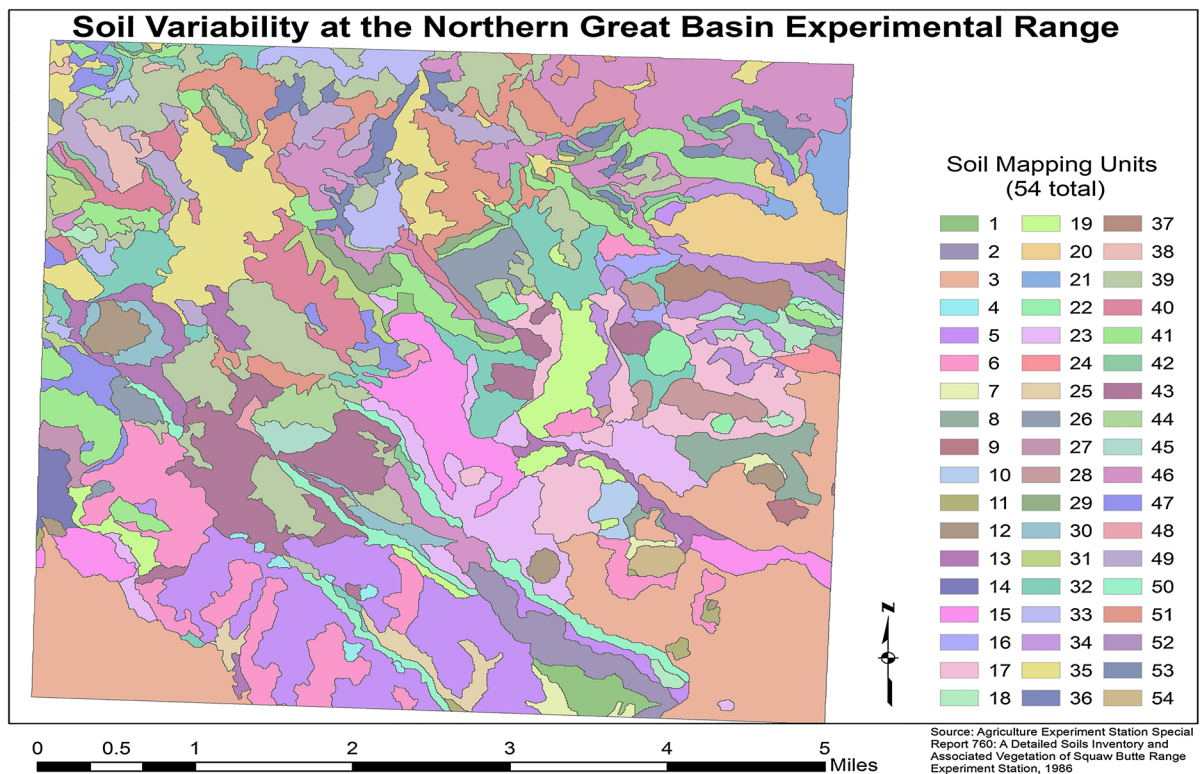 Soil Variability at the Northern Great Basin Experimental Range
Soil Mapping Units
(54 total)
1 19 37
2 20 38
3 21 39
4 22 40
5 23 41
6 24 42
7 25 43
8 26 44
9 27 45
10 28 46
11 29 47
12 30 48
13 31 49
14 32 50
15 33 51
16 34 52
17 35 53
18 36 54
N
0 0.5 1 2 3 4 5
Miles
Source: Agriculture Experiment Station Special
Report 760: A Detailed Soils Inventory and
Associated Vegetation of Squaw Butte Range
Experiment Station, 1986